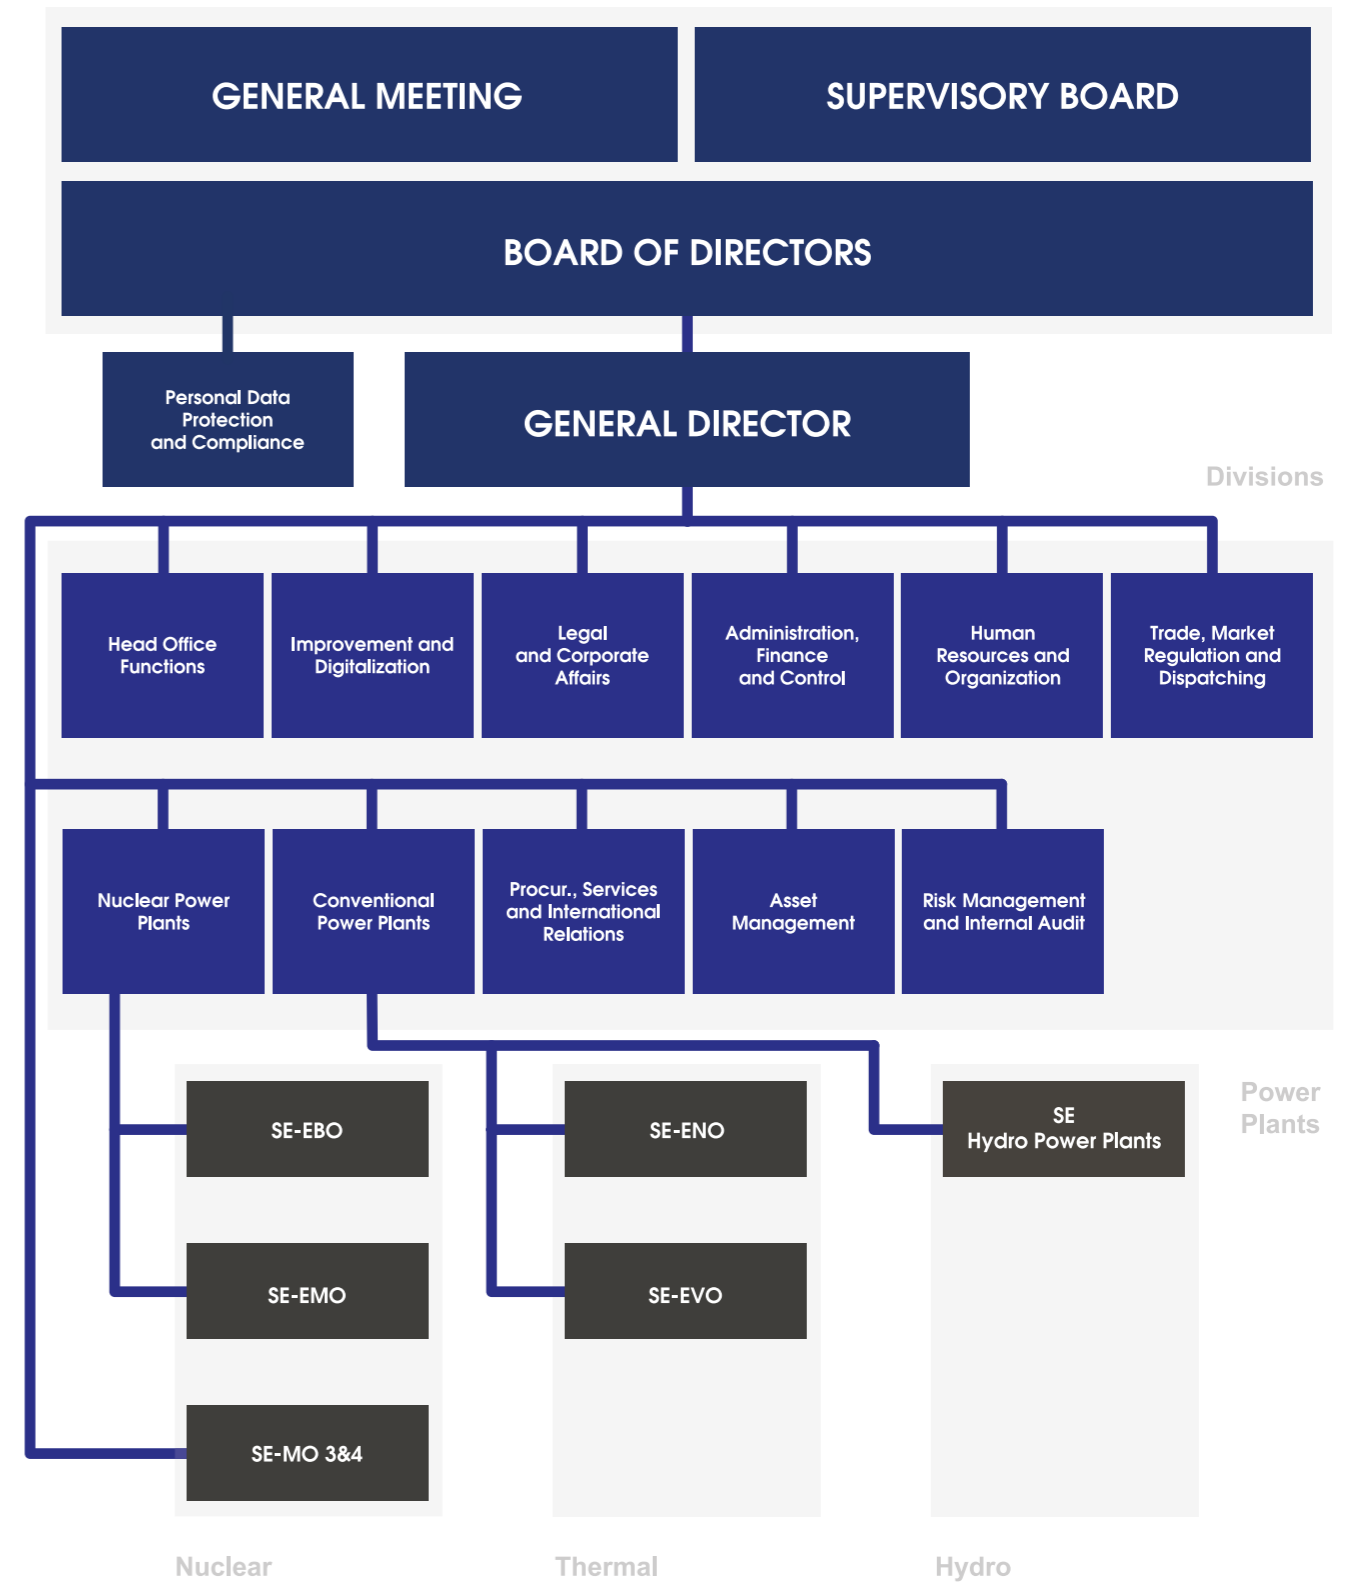 GENERAL MEETING
SUPERVISORY BOARD
BOARD OF DIRECTORS
Personal Data
Protection
and Compliance
GENERAL DIRECTOR
Divisions
Head Office
Functions
Improvement and
Digitalization
Legal
and Corporate
Affairs
Administration,
Finance
and Control
Human
Resources and
Organization
Trade, Market
Regulation and
Dispatching
Nuclear Power
Plants
Conventional
Power Plants
Procur., Services
and International
Relations
Asset
Management
Risk Management
and Internal Audit
Power
Plants
SE-EBO
SE-ENO
SE
Hydro Power Plants
SE-EMO
SE-EVO
SE-MO 3&4
Nuclear
Thermal
Hydro